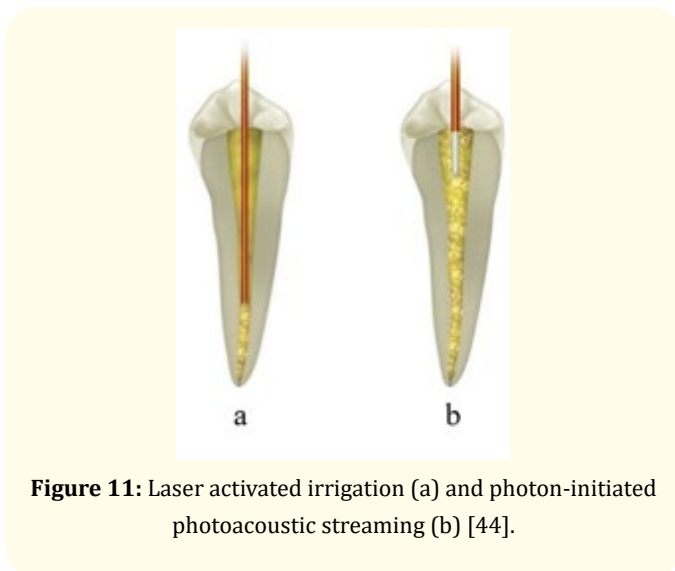 a
b
Figure 11: Laser activated irrigation (a) and photon-initiated
photoacoustic streaming (b) [44].